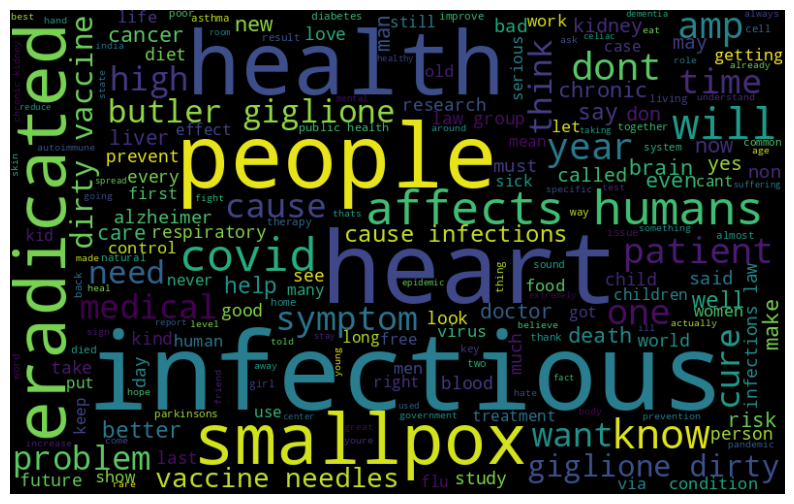 best
hand
poor
asthma
life
cancer
diet
chronic kidney
high
india
room
state
diabetes
result
health
improve
new
love
healthy
man
old
still
bad
serious
dementia
cell
celiac
eat
ask
role
work
kidney
case
amp
may
dont
chronic
always
already
living
understand
getting
time
eradicated
dirty vaccine
reduce
butler giglione
liver
effect
mental
public health
research
law group
around
mean
think
say
don
let
now
taking
together
system
common
age
will
skin
autoimmune
spread
going
prevent
every
first
people
fight
must
sick
year
called
even
brain
yes
cant
non
suffering
specific
test
alzheimer
care
respiratory
cause
therapy
thats
affects humans
way
issue
something
almost
kid
control
natural
covid
cause infections
patient
made
back
heal
need
never
help
many
see
thing
heart
sound
food
child
said
well
children
women
medical
home
sign
good
epidemic
extremely
symptom
look
doctor
got
one
death
world
make
kind
report
level
told
stay
long
free
virus
believe
ill
actually
cure
infections law
word
died
human
away
key
thank
much
take
day
infectious
young
men
right
blood
two
put
hope
girl
fact
hate
keep
parkinsons
friend
use
center
used
government
great
body
prevention
treatment
risk
person
pandemic
better
come
smallpox
youre
want
know
problem
last
increase
future
show
rare
vaccine needles
flu
study
giglione dirty
via
condition